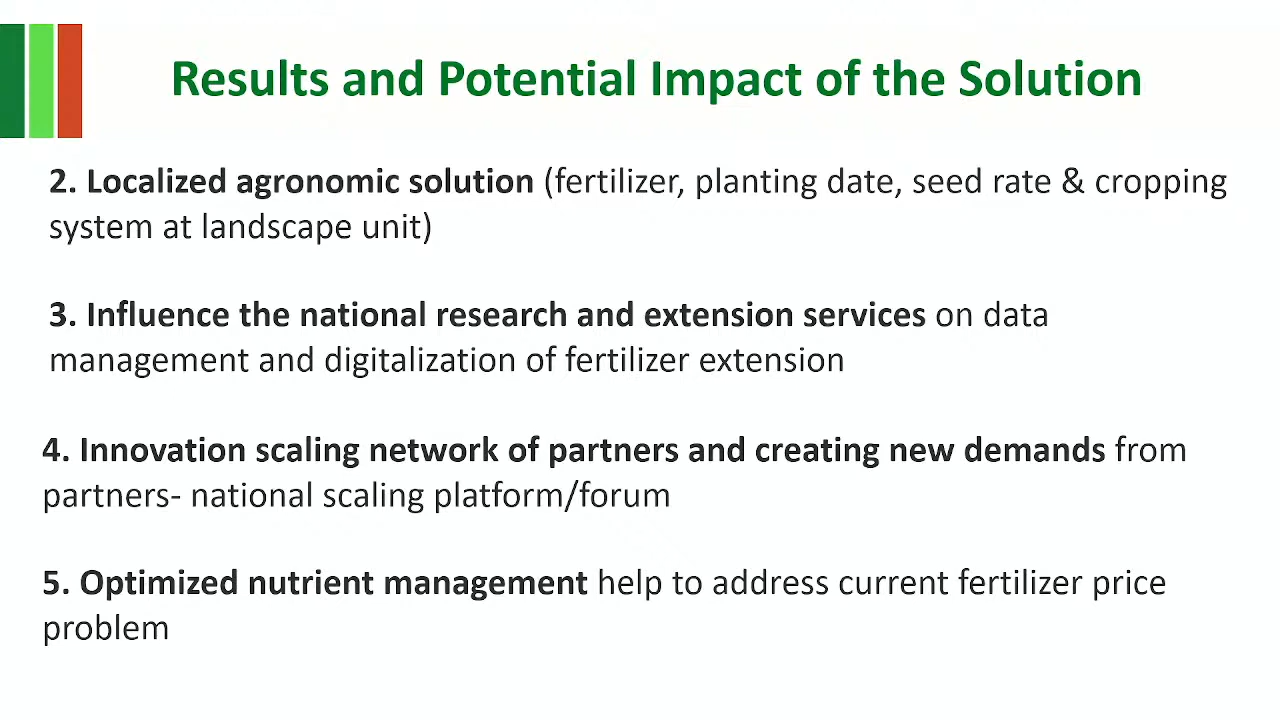 Results and Potential Impact of the Solution
2. Localized agronomic solution (fertilizer, planting date, seed rate & cropping
system at landscape unit)
3. Influence the national research and extension services on data
management and digitalization of fertilizer extension
4. Innovation scaling network of partners and creating new demands from
partners- national scaling platform/forum
5. Optimized nutrient management help to address current fertilizer price
problem